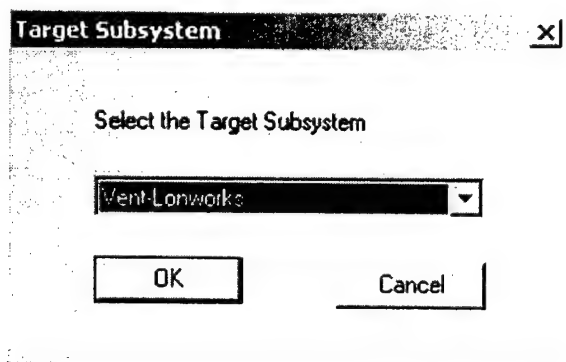 Target Subsystem
Select the Target Subsystem
Vent-Lonworks
OK
Cancel